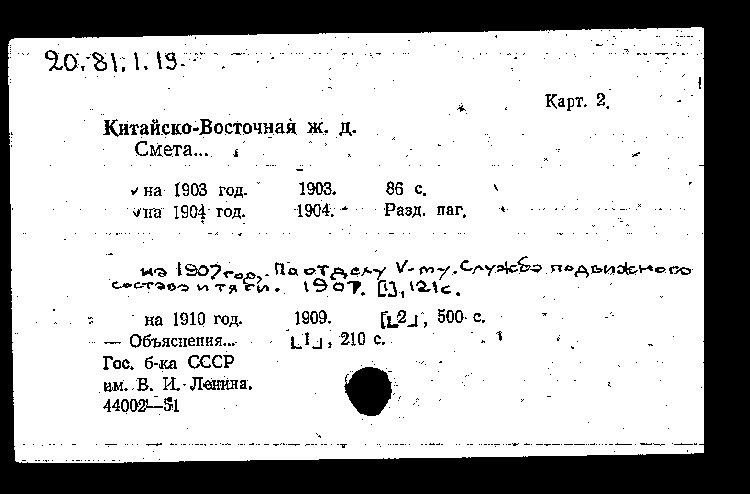 20.81.1.19.
Карт. 2.
Китайско-Восточная ж. д.
Смета...
✓ на 1903 год. 1903. 86 с.
✓ на 1904 год. 1904. Разд. паг.
на 1907 год. По отделу V-му. Служба подвижного
состава и тяги. 1907. [1], 121 с.
на 1910 год. 1909. [2], 500 с.
— Объяснения... [1], 210 с.
Гос. б-ка СССР
им. В. И. Ленина.
44002—51